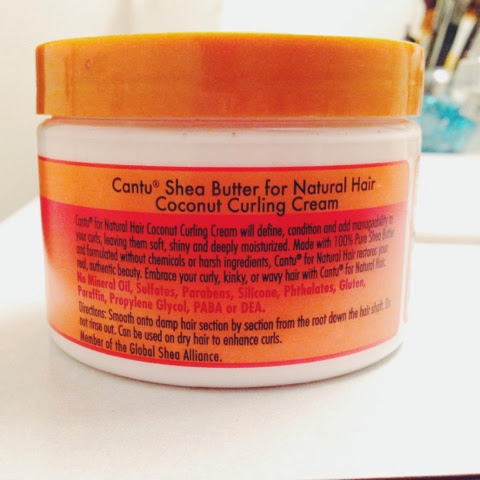 Cantu® Shea Butter for Natural Hair
Coconut Curling Cream
Cantu® for Natural Hair Coconut Curling Cream will define, condition and add manageability to
your curls, leaving them soft, shiny and deeply moisturized. Made with 100% Pure Shea Butter
and formulated without chemicals or harsh ingredients, Cantu® for Natural Hair restores your
real, authentic beauty. Embrace your curly, kinky, or wavy hair with Cantu® for Natural Hair.
No Mineral Oil, Sulfates, Parabens, Silicone, Phthalates, Gluten,
Paraffin, Propylene Glycol, PABA or DEA.
Directions: Smooth onto damp hair section by section from the root down the hair shaft. Do
not rinse out. Can be used on dry hair to enhance curls.
Member of the Global Shea Alliance.